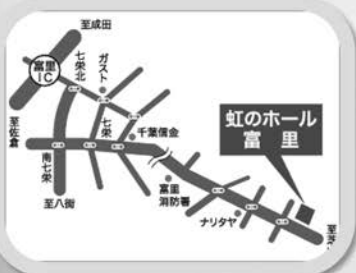 至成田
富里
IC
七栄北
ガスト
至佐倉
七栄
千葉信金
南七栄
至八街
富里
消防署
ナリタヤ
虹のホール
富里